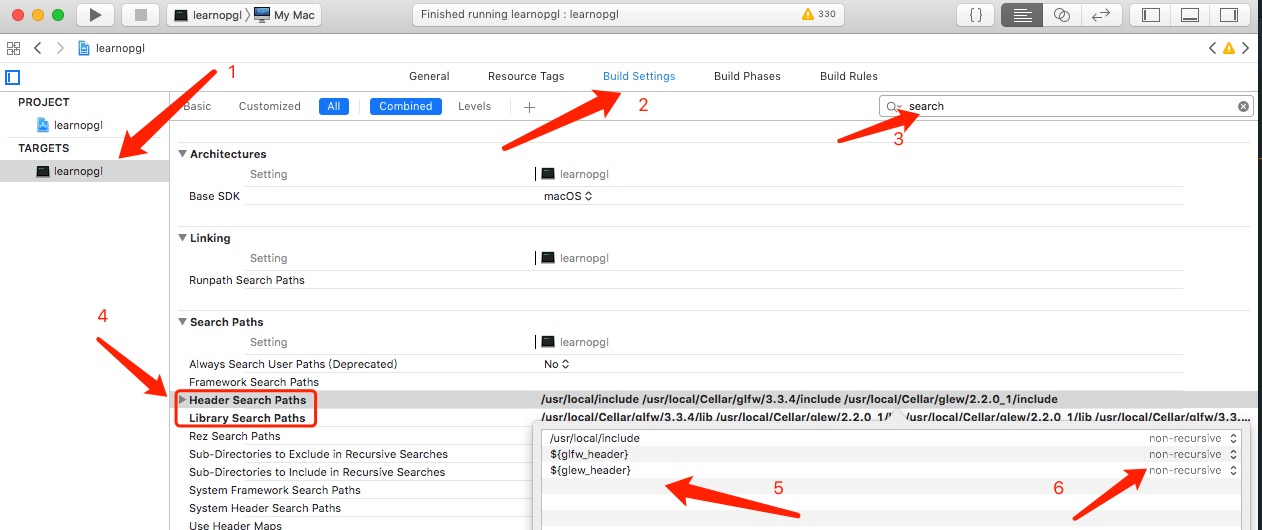 learnopgl 〉 My Mac
Finished running learnopgl : learnopgl
330
{ }
learnopgl
1
General
Resource Tags
Build Settings
Build Phases
Build Rules
PROJECT
learnopgl
TARGETS
learnopgl
Basic
Customized
All
Combined
Levels
+
2
search
3
Architectures
Setting
learnopgl
Base SDK
macOS
Linking
Setting
learnopgl
Runpath Search Paths
4
Search Paths
Setting
learnopgl
Always Search User Paths (Deprecated)
No
Framework Search Paths
Header Search Paths
/usr/local/include /usr/local/Cellar/glfw/3.3.4/include /usr/local/Cellar/glew/2.2.0_1/include
Library Search Paths
/usr/local/Cellar/glfw/3.3.4/lib /usr/local/Cellar/glew/2.2.0_1/l /usr/local/Cellar/glew/2.2.0_1/lib /usr/local/Cellar/glfw/3.3....
Rez Search Paths
/usr/local/include
non-recursive
Sub-Directories to Exclude in Recursive Searches
${glfw_header}
non-recursive
Sub-Directories to Include in Recursive Searches
${glew_header}
non-recursive
System Framework Search Paths
5
6
System Header Search Paths
Use Header Maps